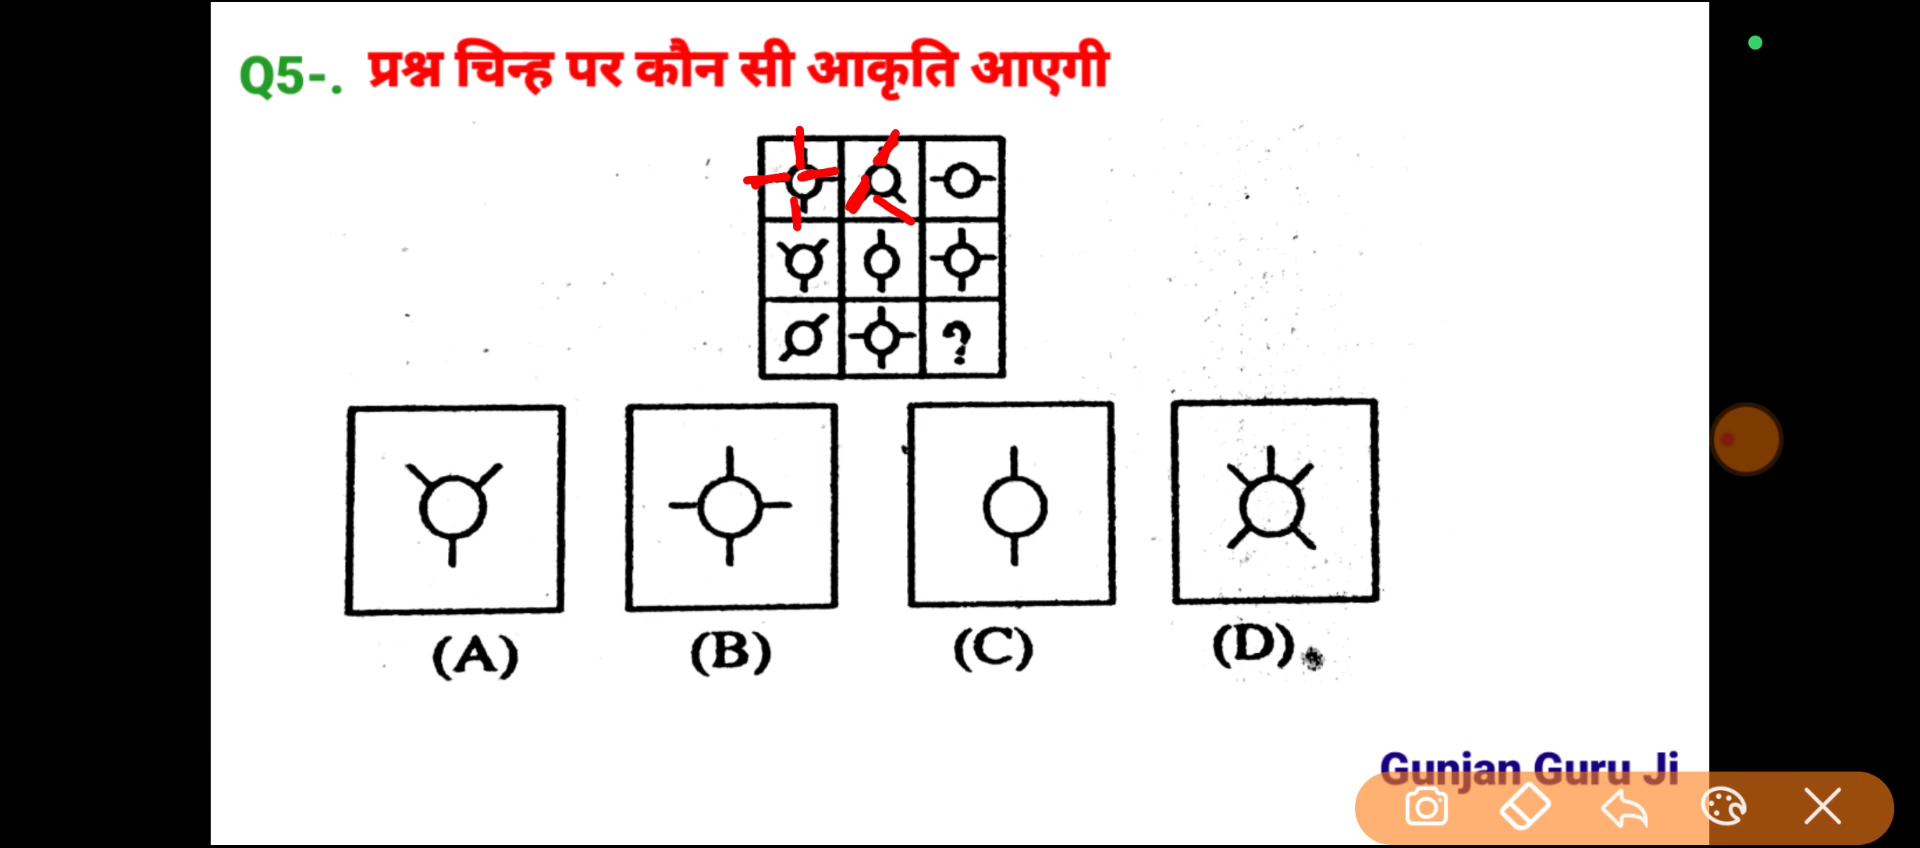 Q5-. प्रश्न चिन्ह पर कौन सी आकृति आएगी
?
(A) (B) (C) (D)
Gunjan Guru Ji